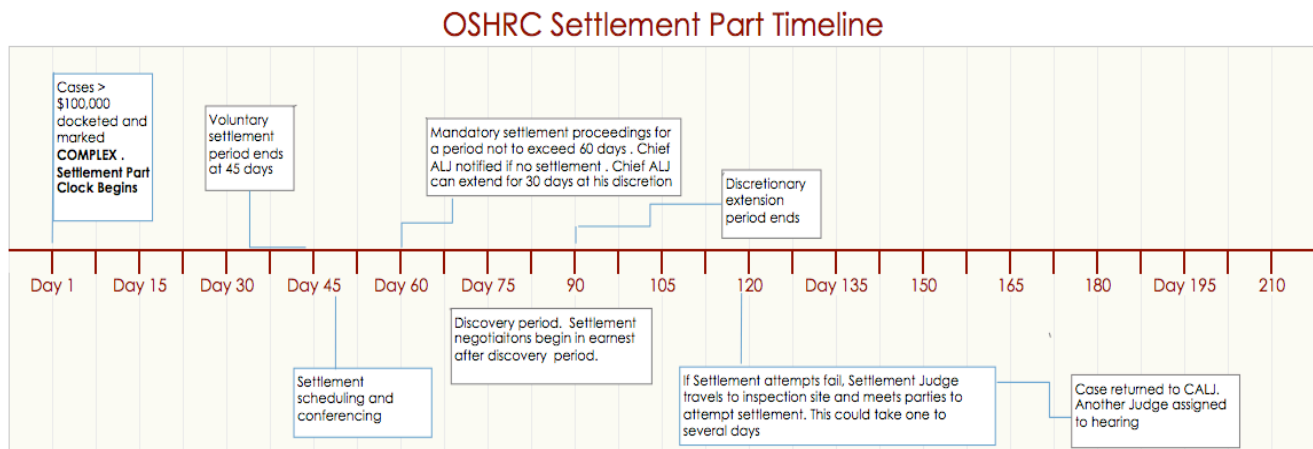 OSHRC Settlement Part Timeline
Cases >
$100,000
docketed and
marked
COMPLEX .
Settlement Part
Clock Begins
Voluntary
settlement
period ends
at 45 days
Mandatory settlement proceedings for
a period not to exceed 60 days . Chief
ALJ notified if no settlement . Chief ALJ
can extend for 30 days at his discretion
Discretionary
extension
period ends
Day 1 Day 15 Day 30 Day 45 Day 60 Day 75 90 105 120 Day 135 150 165 180 Day 195 210
Settlement
scheduling and
conferencing
Discovery period. Settlement
negotiaitons begin in earnest
after discovery period.
If Settlement attempts fail, Settlement Judge
travels to inspection site and meets parties to
attempt settlement. This could take one to
several days
Case returned to CALJ.
Another Judge assigned
to hearing